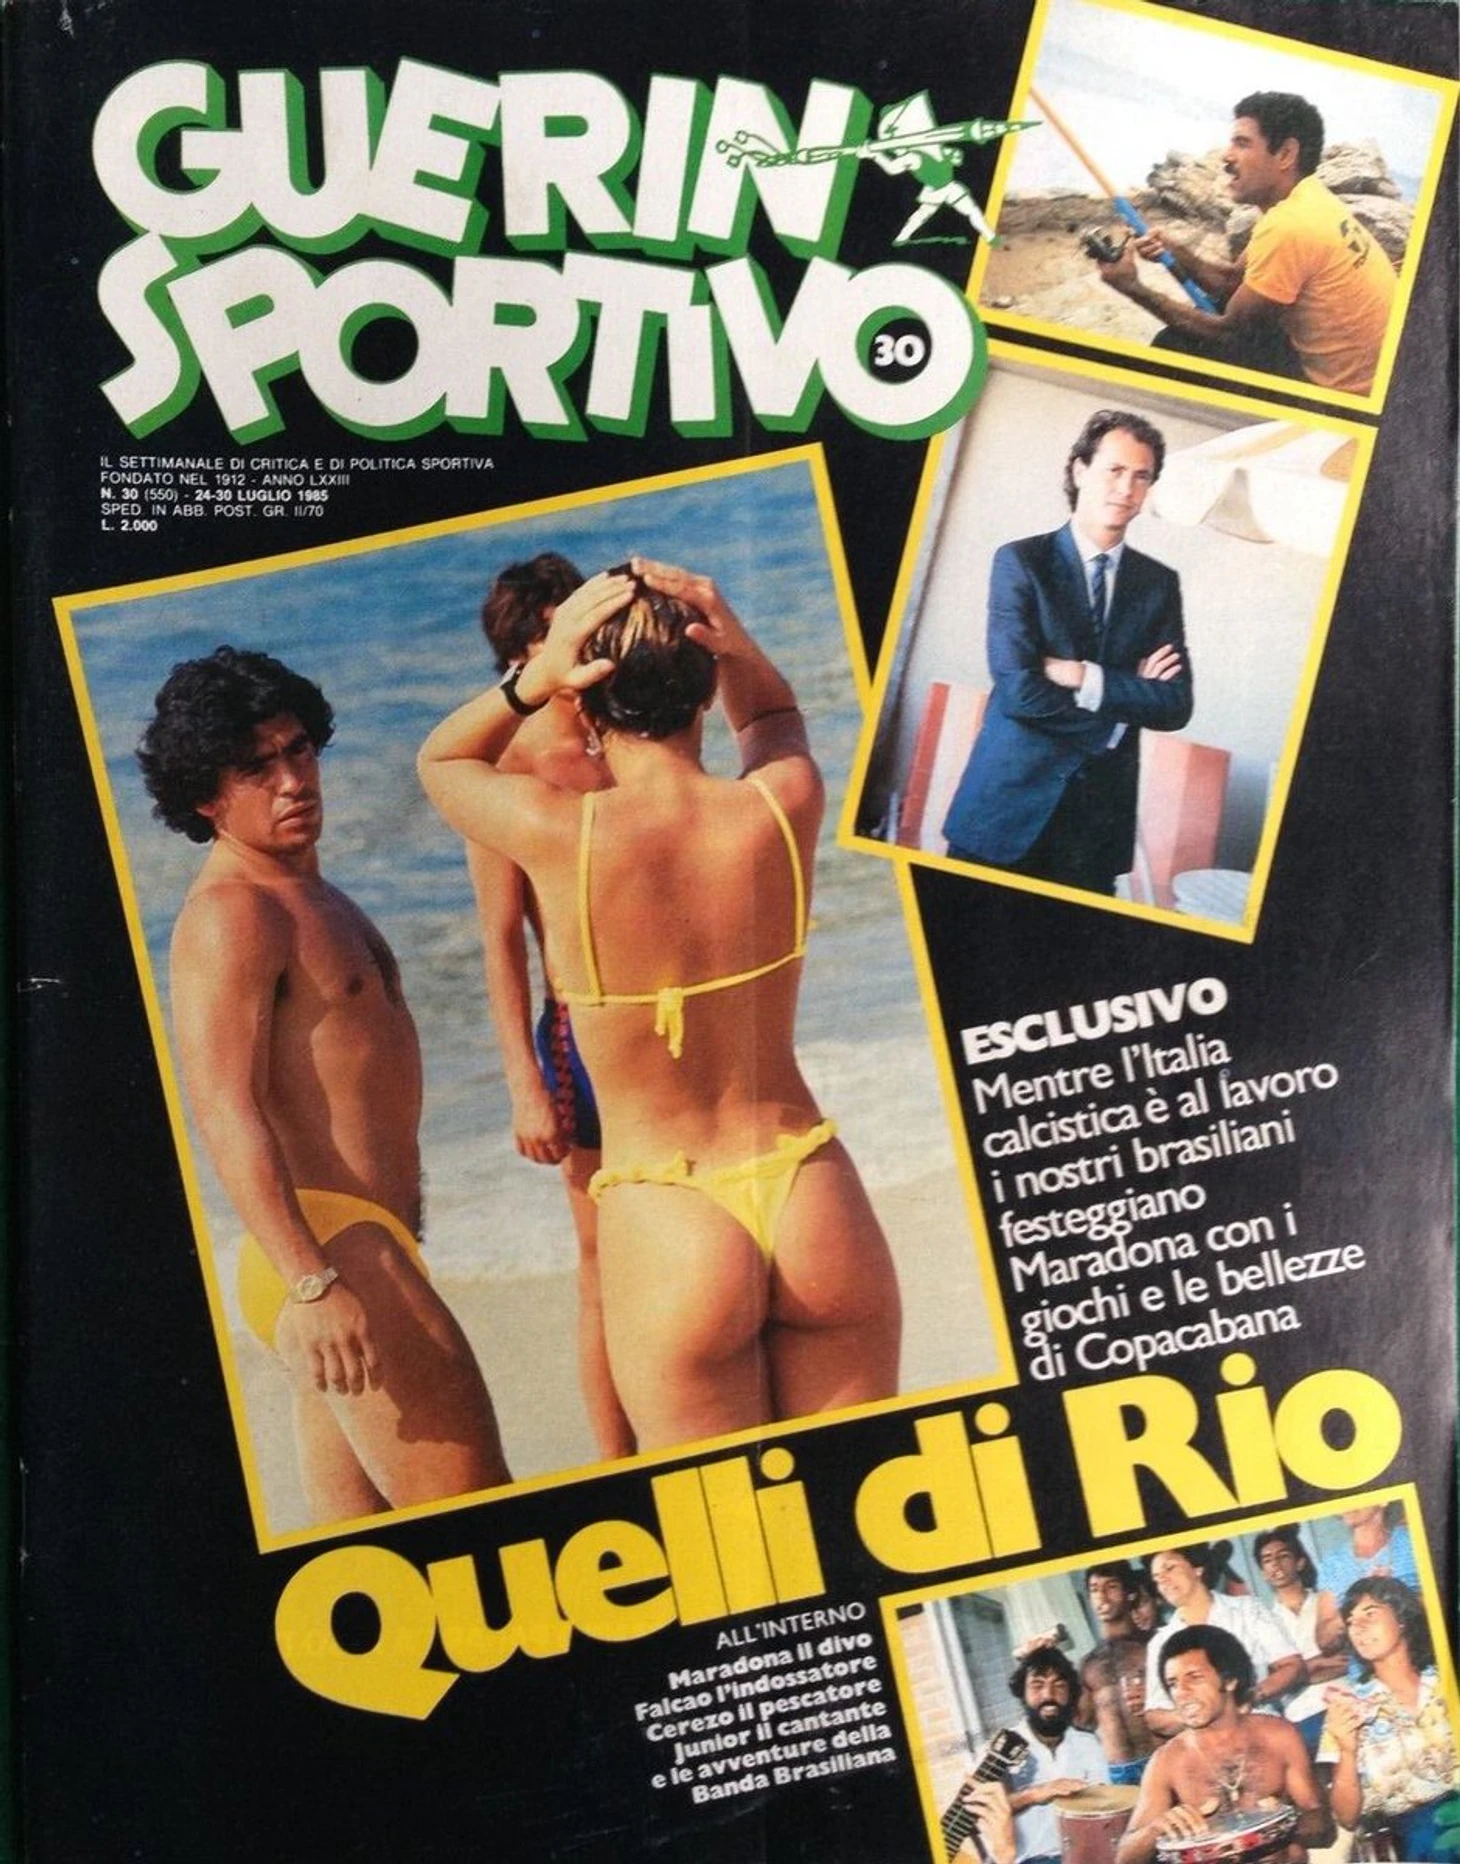 GUERIN
SPORTIVO
30
IL SETTIMANALE DI CRITICA E DI POLITICA SPORTIVA
FONDATO NEL 1912 - ANNO LXXIII
N. 30 (550) - 24-30 LUGLIO 1985
SPED. IN ABB. POST. GR. II/70
L. 2.000
ESCLUSIVO
Mentre l'Italia
calcistica è al lavoro
i nostri brasiliani
festeggiano
Maradona con i
giochi e le bellezze
di Copacabana
Quelli di Rio
ALL'INTERNO
Maradona il divo
Falcao l'indossatore
Cerezo il pescatore
Junior il cantante
e le avventure della
Banda Brasiliana